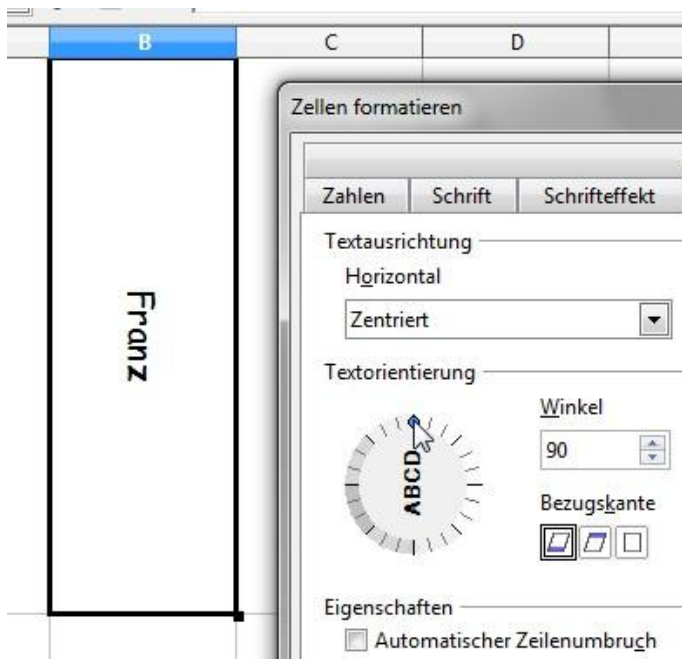 B C D
Zellen formatieren
Zahlen Schrift Schrifteffekt
Textausrichtung
Horizontal
Zentriert
Franz
Textorientierung
Winkel
90
ABCD
Bezugskante
Eigenschaften
Automatischer Zeilenumbruch